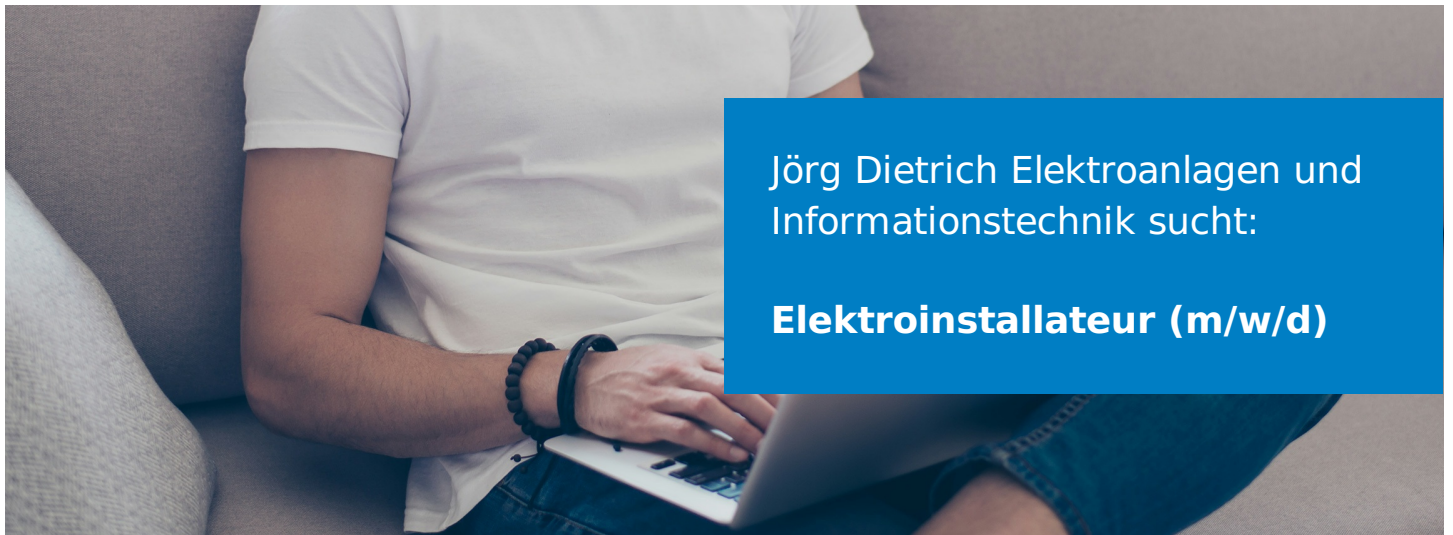 Jörg Dietrich Elektroanlagen und
Informationstechnik sucht:
Elektroinstallateur (m/w/d)